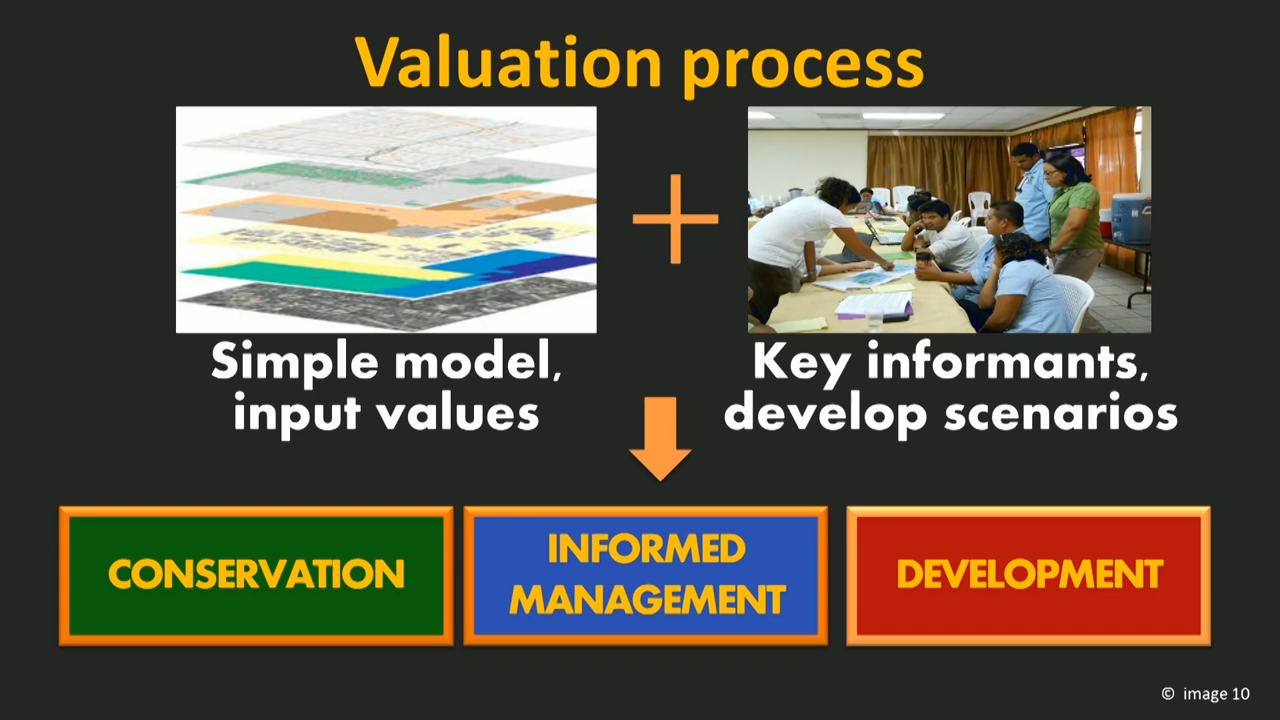 Valuation process
Simple model,
input values
Key informants,
develop scenarios
CONSERVATION
INFORMED
MANAGEMENT
DEVELOPMENT
© image 10